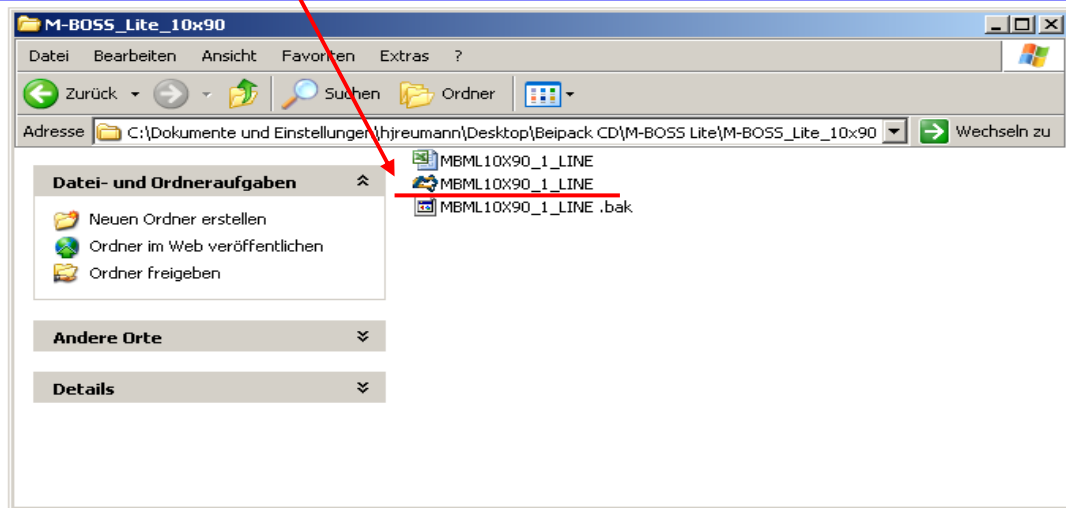 M-BOSS_Lite_10x90
Datei Bearbeiten Ansicht Favoriten Extras ?
Zurück Suchen Ordner
Adresse C:\Dokumente und Einstellungen\hjreumann\Desktop\Beipack CD\M-BOSS Lite\M-BOSS_Lite_10x90 Wechseln zu
Datei- und Ordneraufgaben
Neuen Ordner erstellen
Ordner im Web veröffentlichen
Ordner freigeben
Andere Orte
Details
MBML10X90_1_LINE
MBML10X90_1_LINE
MBML10X90_1_LINE .bak